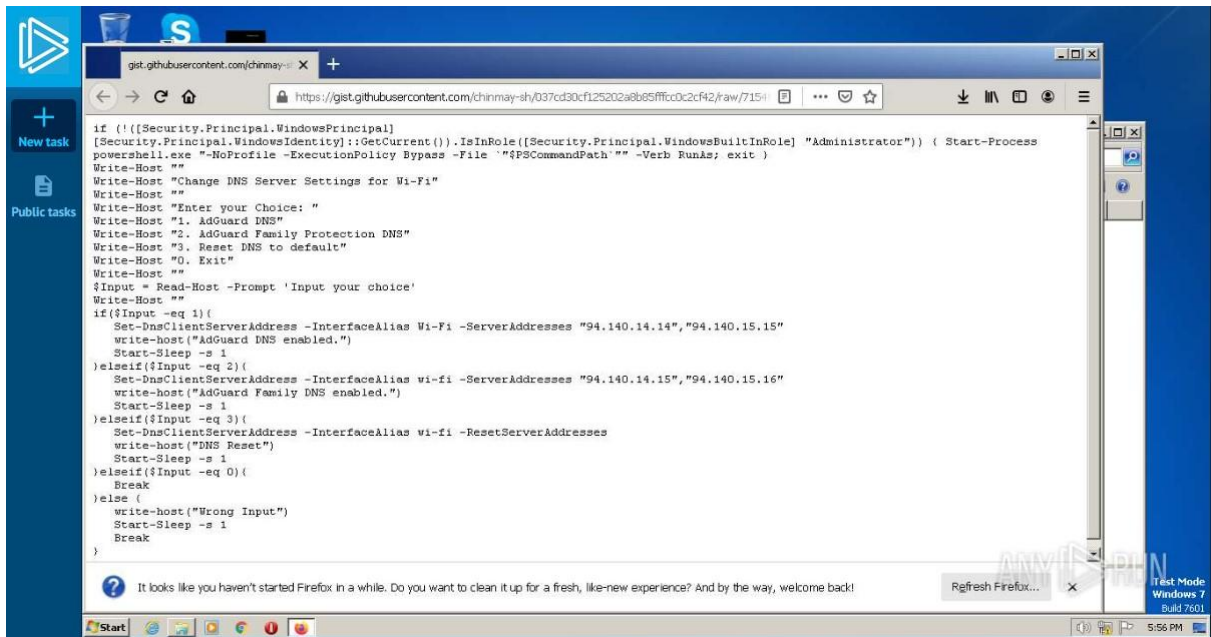 S
gist.githubusercontent.com/chinmay-s
https://gist.githubusercontent.com/chinmay-sh/037cd30cf125202a8b85fffcc0c2cf42/raw/7154
New task
Public tasks
if (!([Security.Principal.WindowsPrincipal]
[Security.Principal.WindowsIdentity]::GetCurrent()).IsInRole([Security.Principal.WindowsBuiltInRole] "Administrator")) { Start-Process
powershell.exe "-NoProfile -ExecutionPolicy Bypass -File `"$PSCommandPath`"" -Verb RunAs; exit }
Write-Host ""
Write-Host "Change DNS Server Settings for Wi-Fi"
Write-Host ""
Write-Host "Enter your Choice: "
Write-Host "1. AdGuard DNS"
Write-Host "2. AdGuard Family Protection DNS"
Write-Host "3. Reset DNS to default"
Write-Host "0. Exit"
Write-Host ""
$Input = Read-Host -Prompt 'Input your choice'
Write-Host ""
if($Input -eq 1){
Set-DnsClientServerAddress -InterfaceAlias Wi-Fi -ServerAddresses "94.140.14.14","94.140.15.15"
write-host("AdGuard DNS enabled.")
Start-Sleep -s 1
}elseif($Input -eq 2){
Set-DnsClientServerAddress -InterfaceAlias wi-fi -ServerAddresses "94.140.14.15","94.140.15.16"
write-host("AdGuard Family DNS enabled.")
Start-Sleep -s 1
}elseif($Input -eq 3){
Set-DnsClientServerAddress -InterfaceAlias wi-fi -ResetServerAddresses
write-host("DNS Reset")
Start-Sleep -s 1
}elseif($Input -eq 0){
Break
}else {
write-host("Wrong Input")
Start-Sleep -s 1
Break
}
It looks like you haven't started Firefox in a while. Do you want to clean it up for a fresh, like-new experience? And by the way, welcome back!
Refresh Firefox...
ANY RUN
Test Mode
Windows 7
Build 7601
Start
5:56 PM